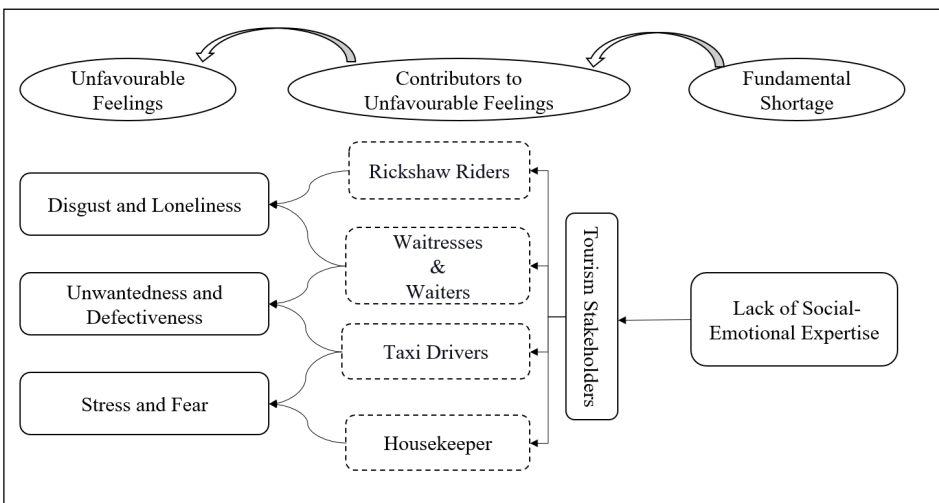 Unfavourable
Feelings
Contributors to
Unfavourable Feelings
Fundamental
Shortage
Disgust and Loneliness
Unwantedness and
Defectiveness
Stress and Fear
Rickshaw Riders
Waitresses
&
Waiters
Taxi Drivers
Housekeeper
Tourism Stakeholders
Lack of Social-
Emotional Expertise